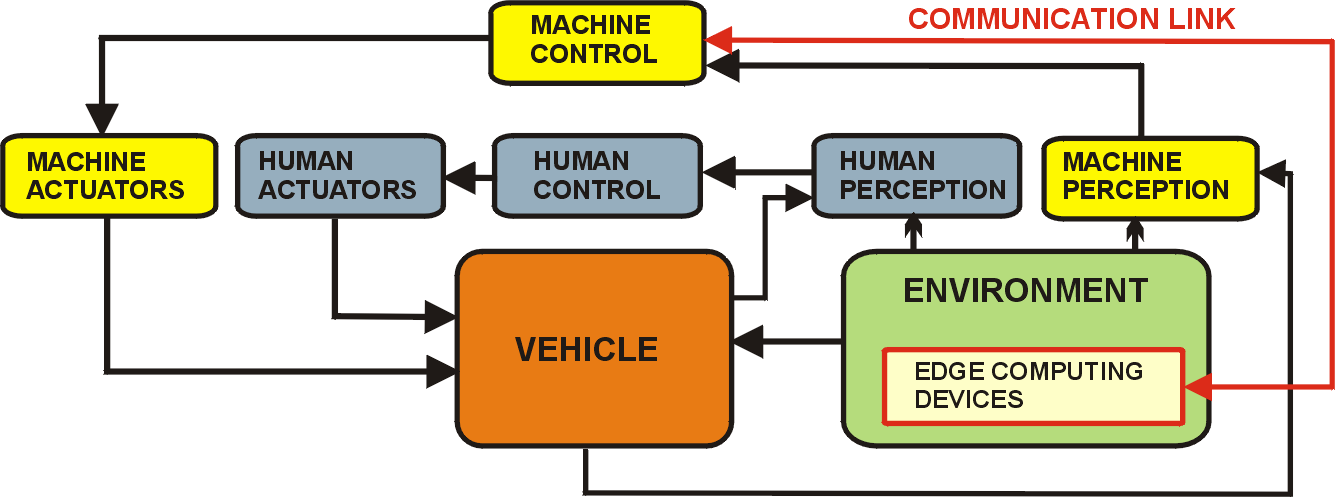 MACHINE
CONTROL
COMMUNICATION LINK
MACHINE
ACTUATORS
HUMAN
ACTUATORS
HUMAN
CONTROL
HUMAN
PERCEPTION
MACHINE
PERCEPTION
VEHICLE
ENVIRONMENT
EDGE COMPUTING
DEVICES